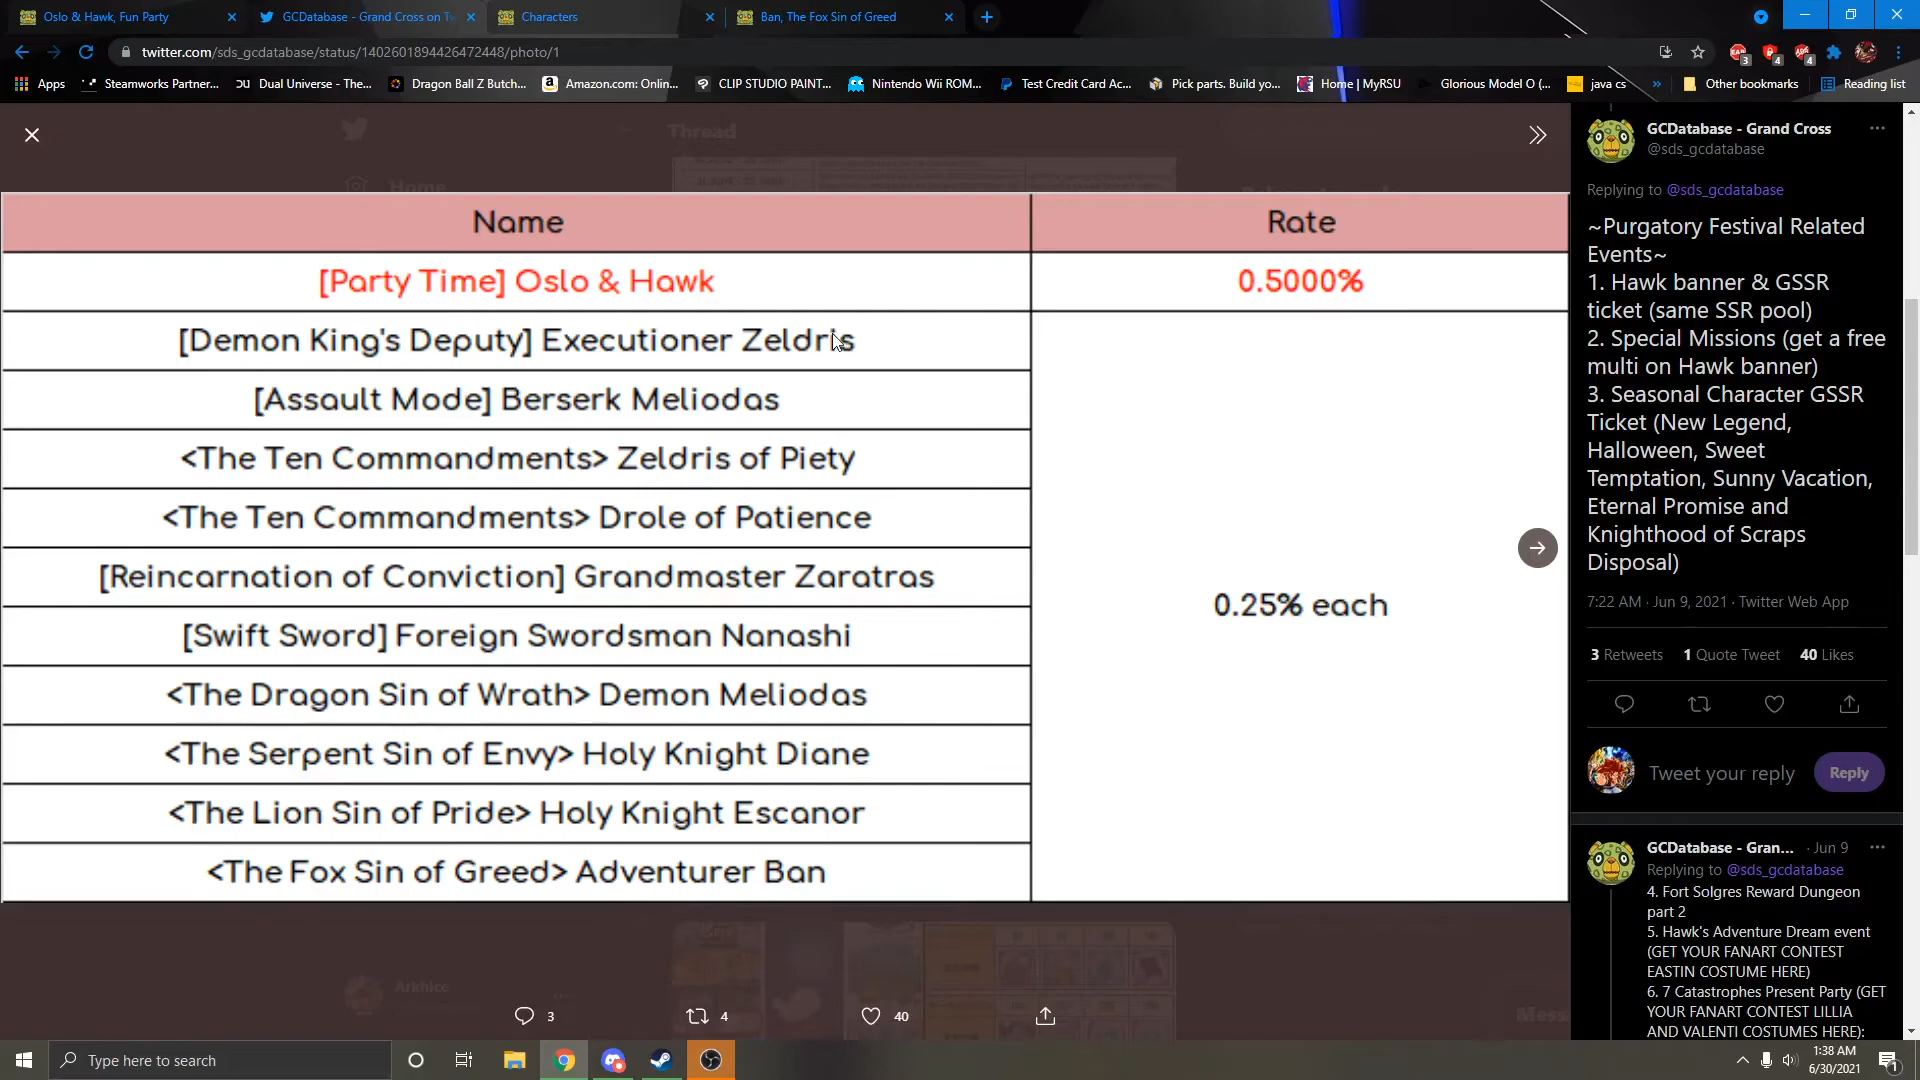 Oslo & Hawk, Fun Party
GCDatabase - Grand Cross on Tw
Characters
Ban, The Fox Sin of Greed
twitter.com/sds_gcdatabase/status/1402601894426472448/photo/1
Apps
Steamworks Partner...
Dual Universe - The...
Dragon Ball Z Butch...
Amazon.com: Onlin...
CLIP STUDIO PAINT...
Nintendo Wii ROM...
Test Credit Card Ac...
Pick parts. Build yo...
Home | MyRSU
Glorious Model O (...
java cs
Other bookmarks
Reading list
Thread
Home
Name Rate
[Party Time] Oslo & Hawk 0.5000%
[Demon King's Deputy] Executioner Zeldris
[Assault Mode] Berserk Meliodas
<The Ten Commandments> Zeldris of Piety
<The Ten Commandments> Drole of Patience
[Reincarnation of Conviction] Grandmaster Zaratras
0.25% each
[Swift Sword] Foreign Swordsman Nanashi
<The Dragon Sin of Wrath> Demon Meliodas
<The Serpent Sin of Envy> Holy Knight Diane
<The Lion Sin of Pride> Holy Knight Escanor
<The Fox Sin of Greed> Adventurer Ban
Arkhicc
3 4 40
GCDatabase - Grand Cross
@sds_gcdatabase
Replying to @sds_gcdatabase
~Purgatory Festival Related
Events~
1. Hawk banner & GSSR
ticket (same SSR pool)
2. Special Missions (get a free
multi on Hawk banner)
3. Seasonal Character GSSR
Ticket (New Legend,
Halloween, Sweet
Temptation, Sunny Vacation,
Eternal Promise and
Knighthood of Scraps
Disposal)
7:22 AM · Jun 9, 2021 · Twitter Web App
3 Retweets 1 Quote Tweet 40 Likes
Tweet your reply
Reply
GCDatabase - Gran... · Jun 9
Replying to @sds_gcdatabase
4. Fort Solgres Reward Dungeon
part 2
5. Hawk's Adventure Dream event
(GET YOUR FANART CONTEST
EASTIN COSTUME HERE)
6. 7 Catastrophes Present Party (GET
YOUR FANART CONTEST LILLIA
AND VALENTI COSTUMES HERE):
Type here to search
1:38 AM
6/30/2021